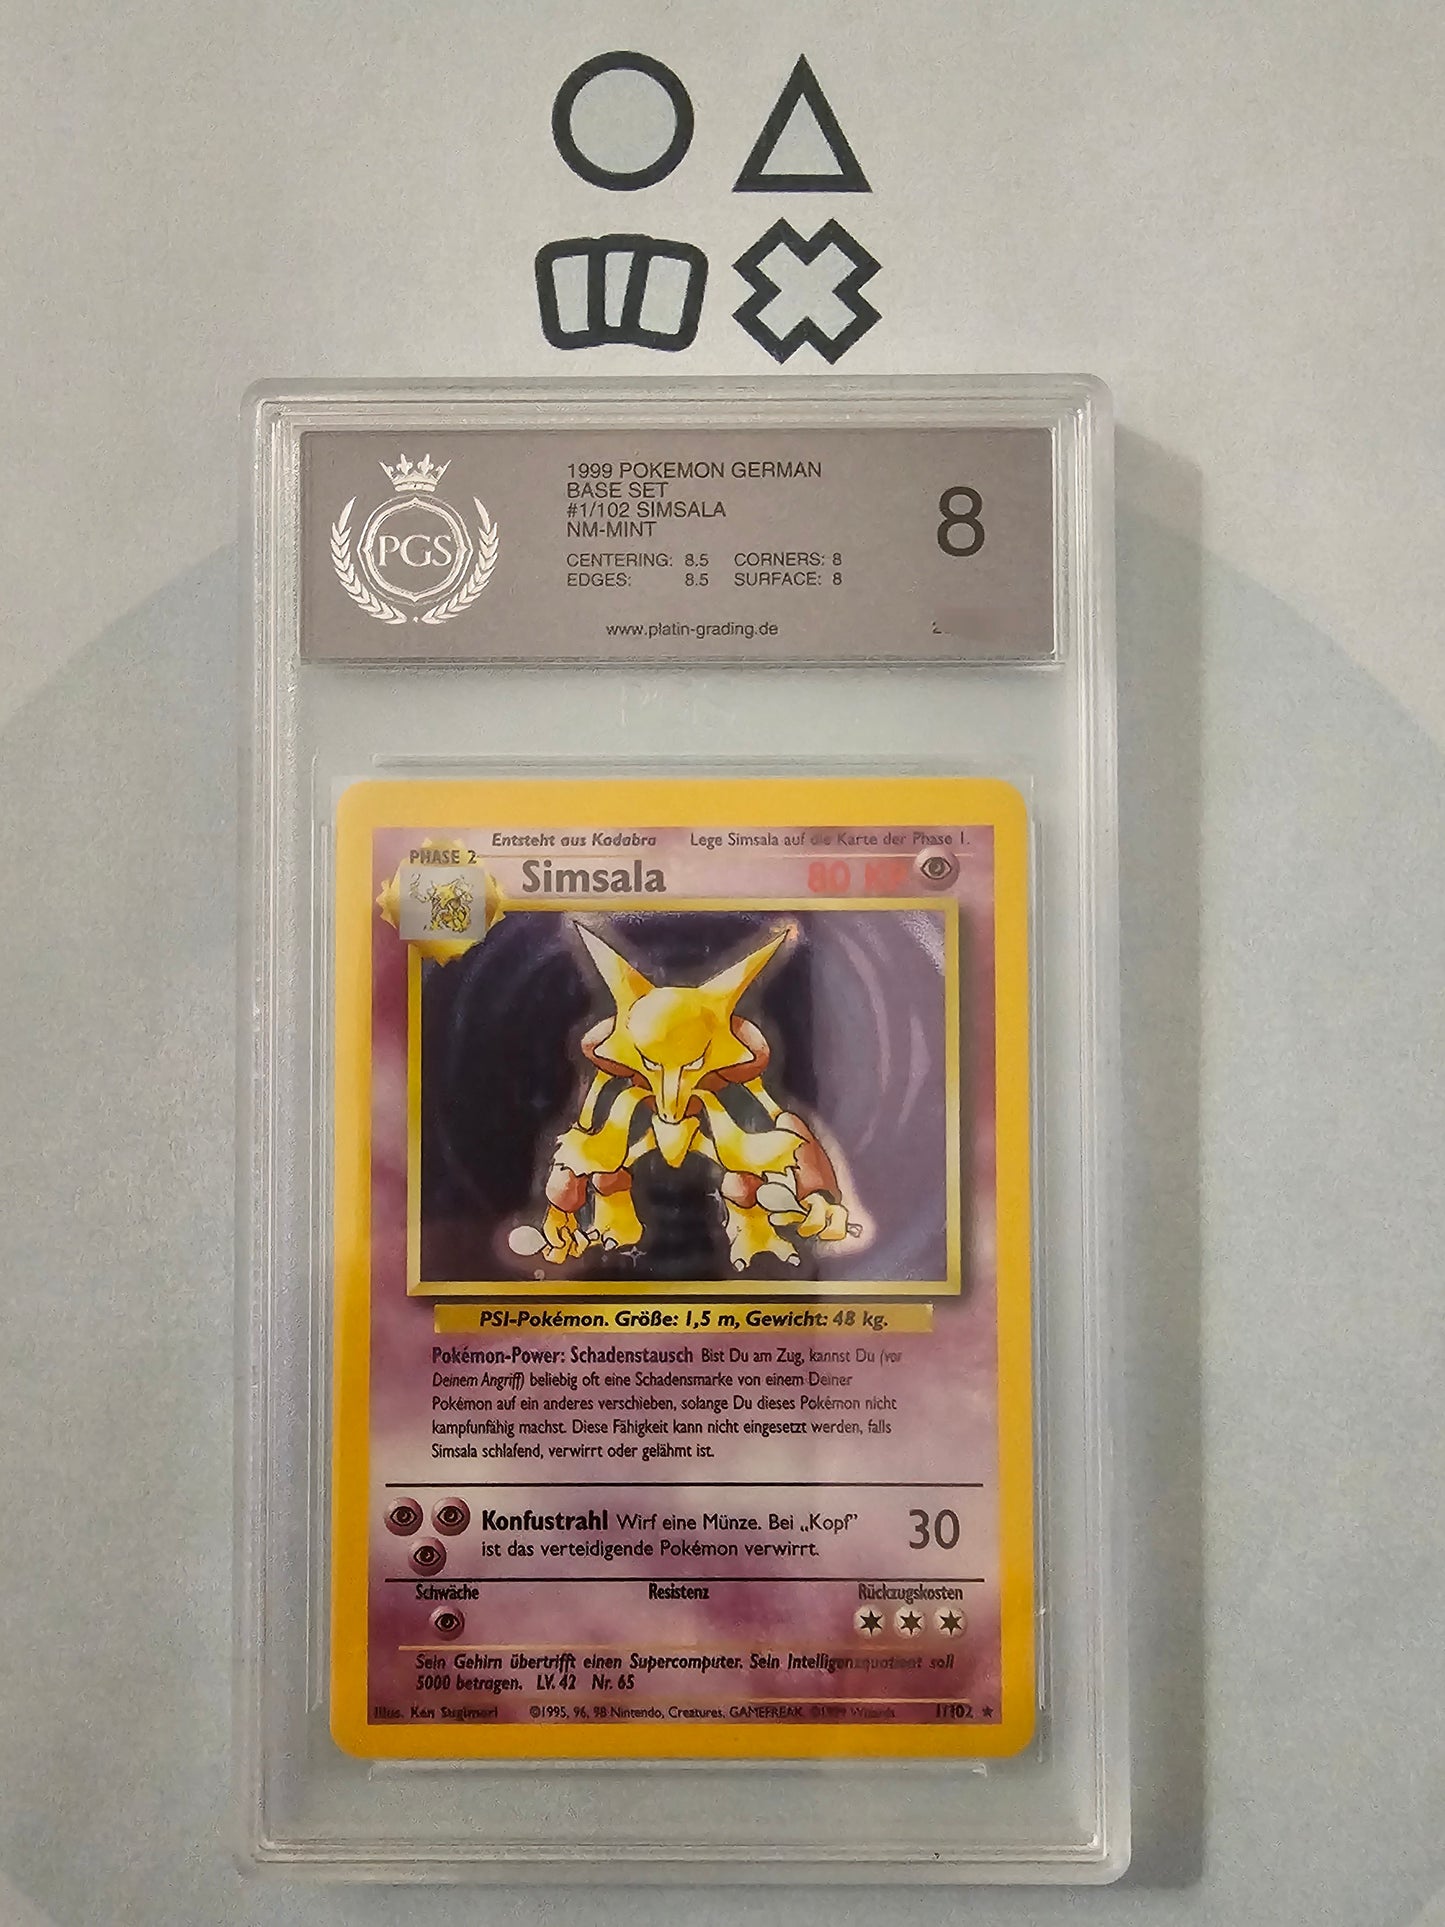 PGS
1999 POKEMON GERMAN
BASE SET
#1/102 SIMSALA
NM-MINT
CENTERING: 8.5 CORNERS: 8
EDGES: 8.5 SURFACE: 8
8
www.platin-grading.de
Entsteht aus Kadabra Lege Simsala auf die Karte der Phase 1.
PHASE 2
Simsala 80 KP
PSI-Pokémon. Größe: 1,5 m, Gewicht: 48 kg.
Pokémon-Power: Schadenstausch Bist Du am Zug, kannst Du (vor
Deinem Angriff) beliebig oft eine Schadensmarke von einem Deiner
Pokémon auf ein anderes verschieben, solange Du dieses Pokémon nicht
kampfunfähig machst. Diese Fähigkeit kann nicht eingesetzt werden, falls
Simsala schlafend, verwirrt oder gelähmt ist.
Konfustrahl Wirf eine Münze. Bei „Kopf” 30
ist das verteidigende Pokémon verwirrt.
Schwäche Resistenz Rückzugskosten
Sein Gehirn übertrifft einen Supercomputer. Sein Intelligenzquotient soll
5000 betragen. LV. 42 Nr. 65
Illus. Ken Sugimori ©1995, 96, 98 Nintendo, Creatures, GAMEFREAK. ©1999 Wizards. 1/102 ★